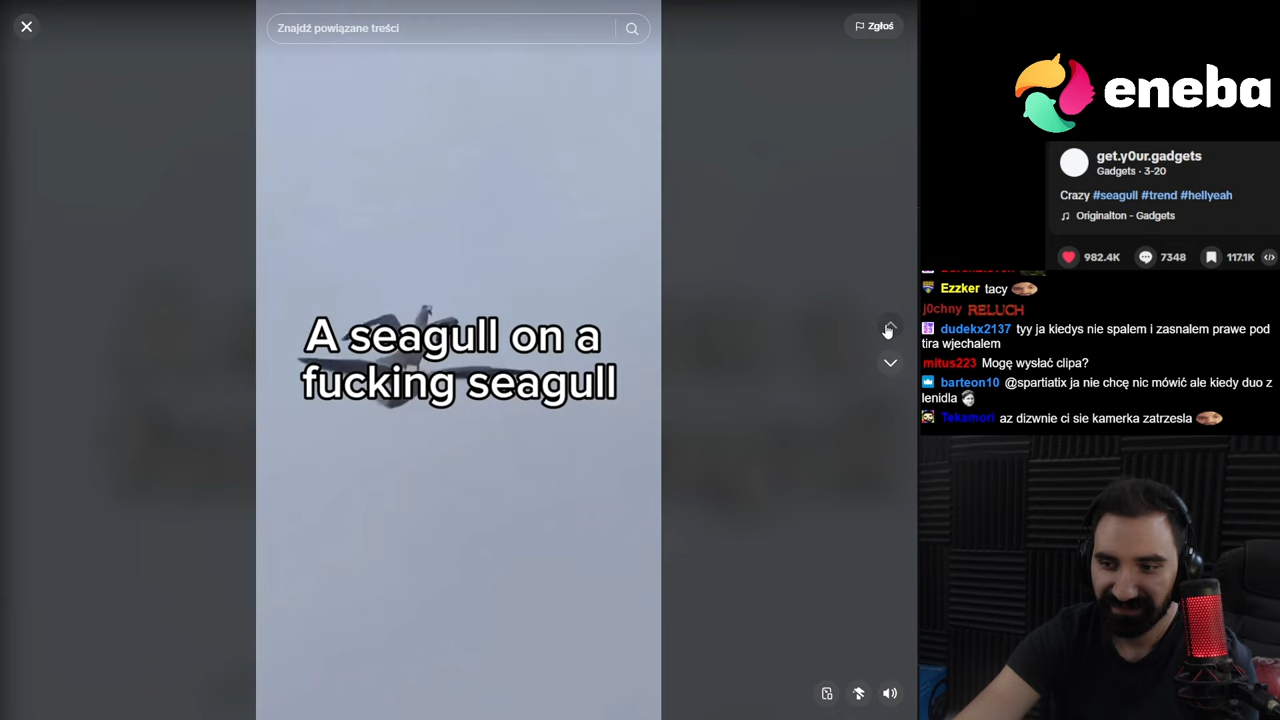 Znajdź powiązane treści
Zgłoś
A seagull on a
fucking seagull
eneba
get.y0ur.gadgets
Gadgets · 3-20
Crazy #seagull #trend #hellyeah
Originalton - Gadgets
982.4K
7348
117.1K
Ezzker tacy
j0chny RELUCH
dudekx2137 tyy ja kiedys nie spalem i zasnalem prawe pod
tira wjechalem
mitus223 Mogę wysłać clipa?
barteon10 @spartiatix ja nie chcę nic mówić ale kiedy duo z
lenidla
Tekamori az dizwnie ci sie kamerka zatrzesla